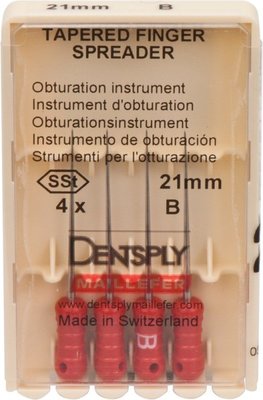 21mm B
TAPERED FINGER
SPREADER
Obturation instrument
Instrument d'obturation
Obturationsinstrument
Instrumento de obturación
Strumenti per l'otturazione
SSt 21mm
4 x B
DENTSPLY
MAILLEFER
www.dentsplymaillefer.com
Made in Switzerland
B